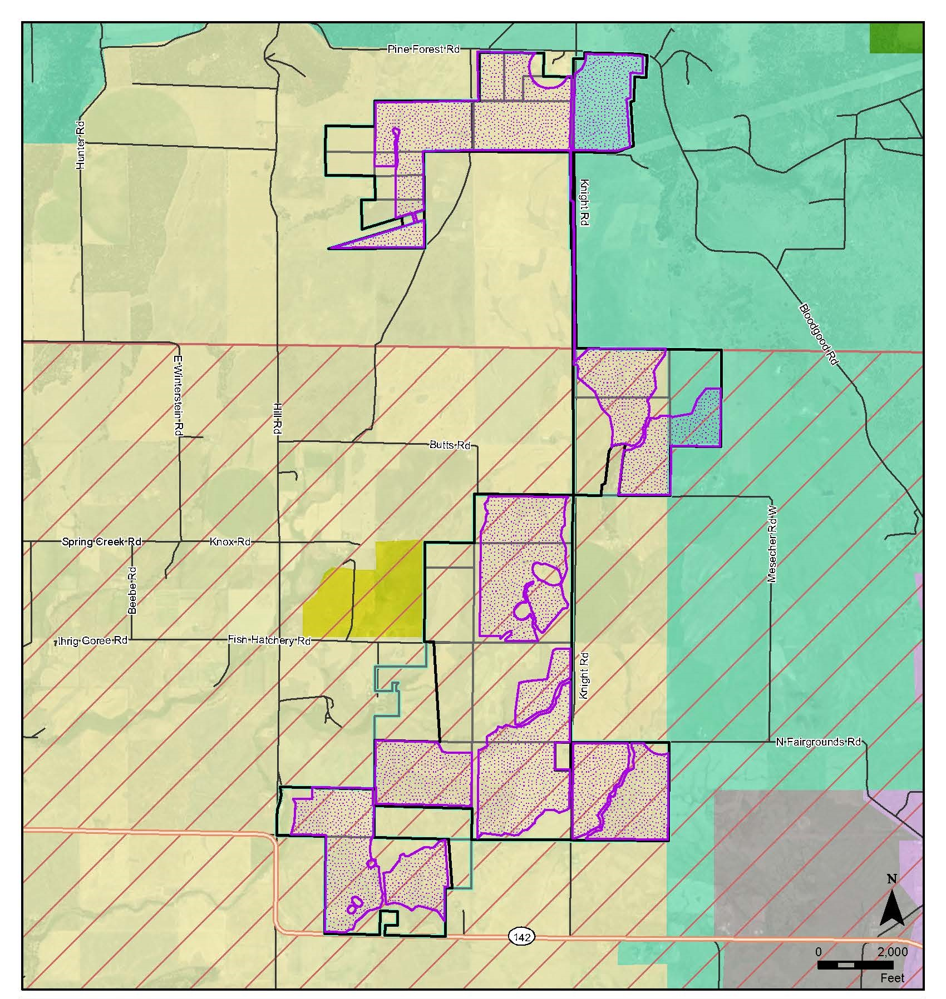 Pine Forest Rd
Hunter Rd
Knight Rd
Bloodgood Rd
E Winterstein Rd
Hill Rd
Butts Rd
Mesecher Rd W
Spring Creek Rd
Knox Rd
Beebe Rd
Ihrig Goree Rd
Fish Hatchery Rd
Knight Rd
N Fairgrounds Rd
N
142
0 2,000
Feet